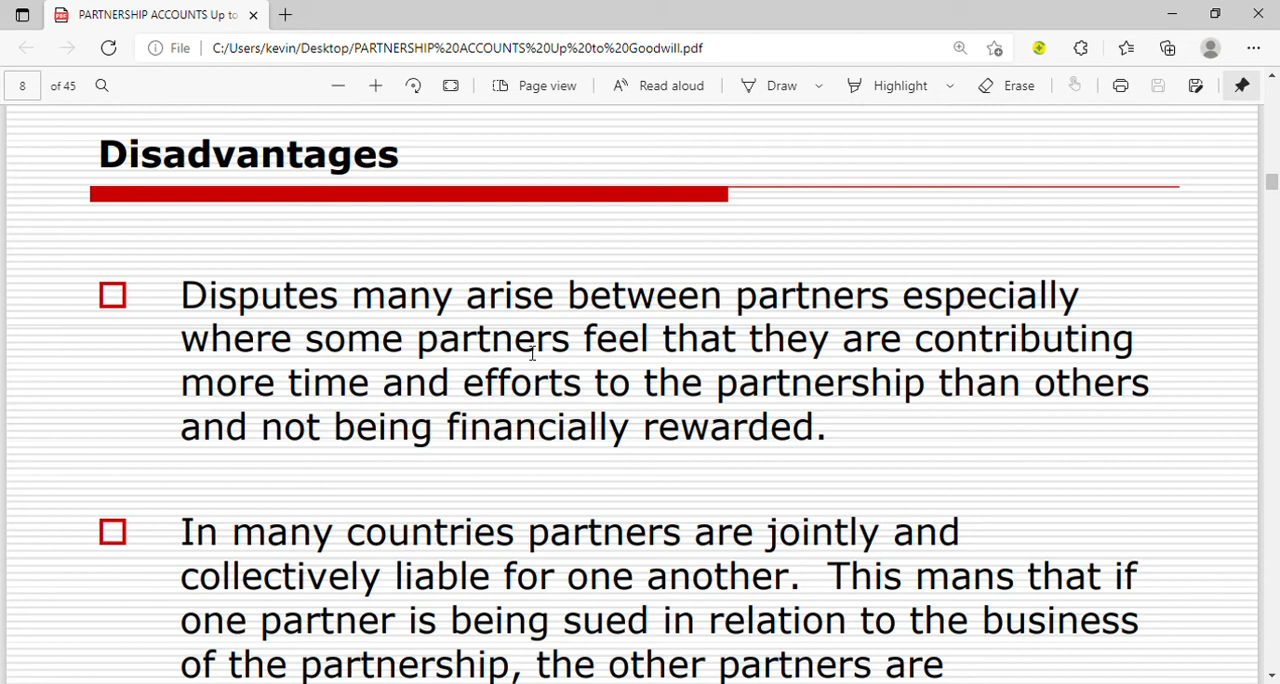 PARTNERSHIP ACCOUNTS Up to
File C:/Users/kevin/Desktop/PARTNERSHIP%20ACCOUNTS%20Up%20to%20Goodwill.pdf
8 of 45 Page view Read aloud Draw Highlight Erase
Disadvantages
Disputes many arise between partners especially
where some partners feel that they are contributing
more time and efforts to the partnership than others
and not being financially rewarded.
In many countries partners are jointly and
collectively liable for one another. This mans that if
one partner is being sued in relation to the business
of the partnership, the other partners are